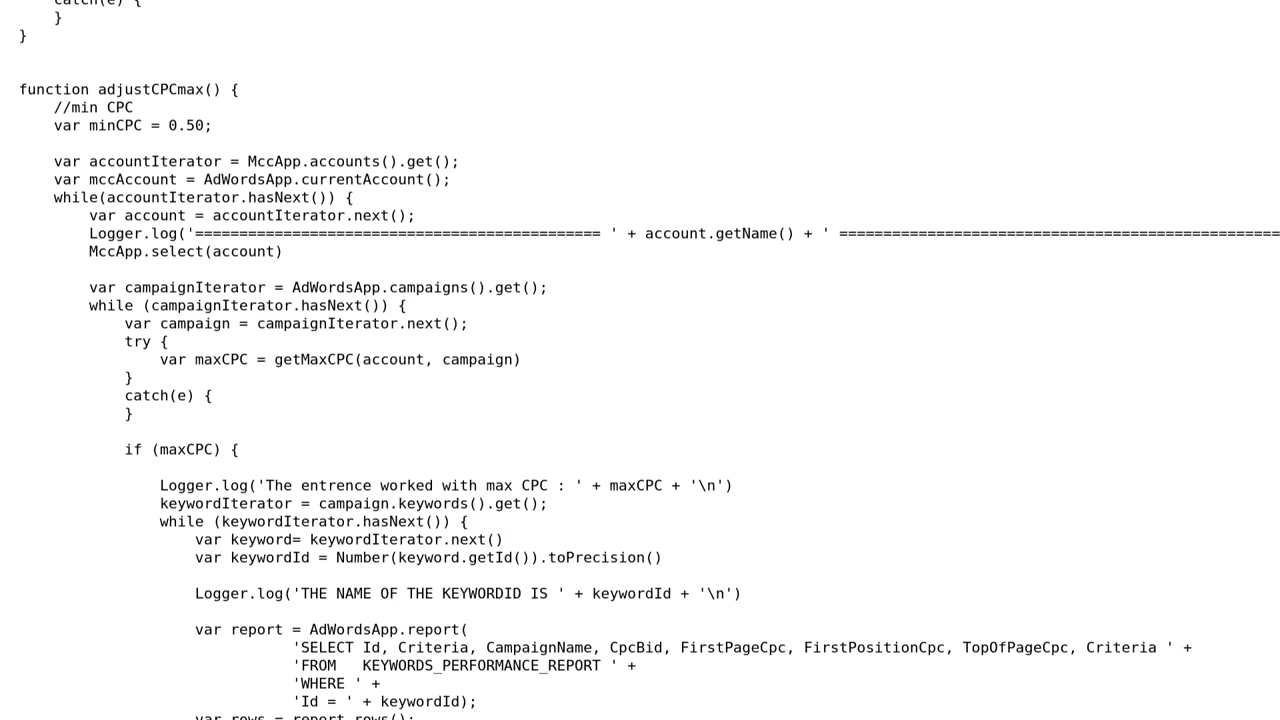 catch(e) {
    }
}
function adjustCPCmax() {
    //min CPC
    var minCPC = 0.50;
    var accountIterator = MccApp.accounts().get();
    var mccAccount = AdWordsApp.currentAccount();
    while(accountIterator.hasNext()) {
        var account = accountIterator.next();
        Logger.log('============================================== ' + account.getName() + ' ==================================================
        MccApp.select(account)
        var campaignIterator = AdWordsApp.campaigns().get();
        while (campaignIterator.hasNext()) {
            var campaign = campaignIterator.next();
            try {
                var maxCPC = getMaxCPC(account, campaign)
            }
            catch(e) {
            }
            if (maxCPC) {
                Logger.log('The entrence worked with max CPC : ' + maxCPC + '\n')
                keywordIterator = campaign.keywords().get();
                while (keywordIterator.hasNext()) {
                    var keyword= keywordIterator.next()
                    var keywordId = Number(keyword.getId()).toPrecision()
                    Logger.log('THE NAME OF THE KEYWORDID IS ' + keywordId + '\n')
                    var report = AdWordsApp.report(
                               'SELECT Id, Criteria, CampaignName, CpcBid, FirstPageCpc, FirstPositionCpc, TopOfPageCpc, Criteria ' +
                               'FROM   KEYWORDS_PERFORMANCE_REPORT ' +
                               'WHERE ' +
                               'Id = ' + keywordId);
                    var rows = report.rows();